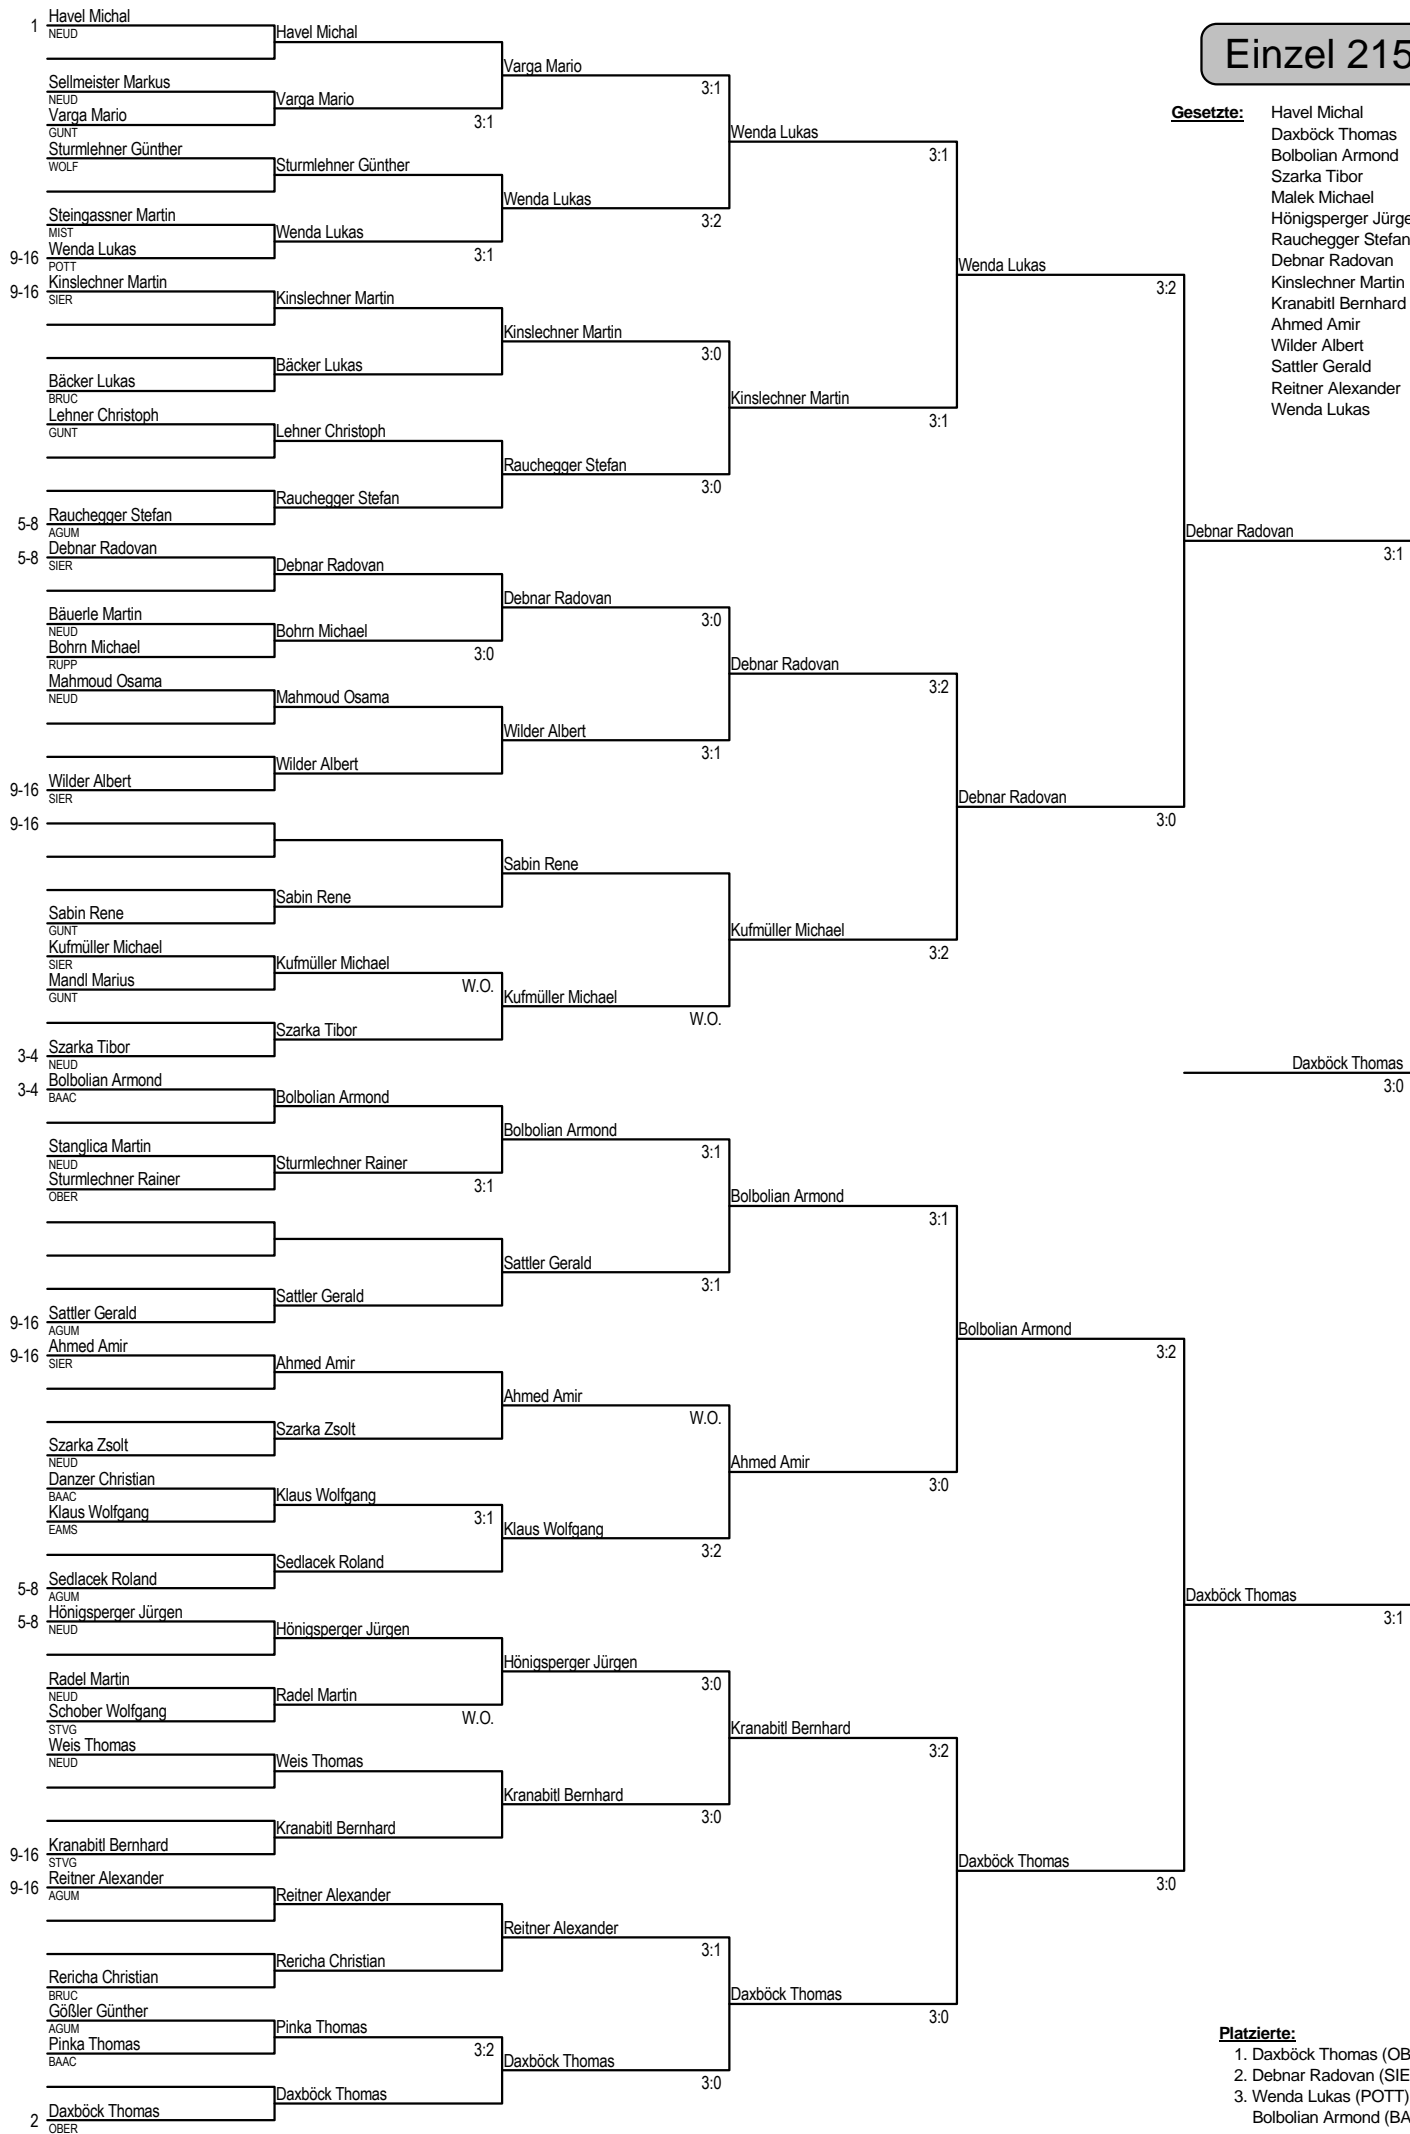 Einzel 215
Gesetzte:
Havel Michal
Daxböck Thomas
Bolbolian Armond
Szarka Tibor
Malek Michael
Hönigsperger Jürge
Rauchegger Stefan
Debnar Radovan
Kinslechner Martin
Kranabitl Bernhard
Ahmed Amir
Wilder Albert
Sattler Gerald
Reitner Alexander
Wenda Lukas
1 Havel Michal
NEUD
Sellmeister Markus
NEUD
Varga Mario
GUNT
Sturmlehner Günther
WOLF
Steingassner Martin
MIST
9-16 Wenda Lukas
POTT
9-16 Kinslechner Martin
SIER
Bäcker Lukas
BRUC
Lehner Christoph
GUNT
5-8 Rauchegger Stefan
AGUM
5-8 Debnar Radovan
SIER
Bäuerle Martin
NEUD
Bohrn Michael
RUPP
Mahmoud Osama
NEUD
9-16 Wilder Albert
SIER
9-16
Sabin Rene
GUNT
Kufmüller Michael
SIER
Mandl Marius
GUNT
3-4 Szarka Tibor
NEUD
3-4 Bolbolian Armond
BAAC
Stanglica Martin
NEUD
Sturmlechner Rainer
OBER
9-16 Sattler Gerald
AGUM
9-16 Ahmed Amir
SIER
Szarka Zsolt
NEUD
Danzer Christian
BAAC
Klaus Wolfgang
EAMS
5-8 Sedlacek Roland
AGUM
5-8 Hönigsperger Jürgen
NEUD
Radel Martin
NEUD
Schober Wolfgang
STVG
Weis Thomas
NEUD
9-16 Kranabitl Bernhard
STVG
9-16 Reitner Alexander
AGUM
Rericha Christian
BRUC
Gößler Günther
AGUM
Pinka Thomas
BAAC
2 Daxböck Thomas
OBER
Havel Michal
Varga Mario
3:1
Sturmlehner Günther
Wenda Lukas
3:1
Kinslechner Martin
Bäcker Lukas
Lehner Christoph
Rauchegger Stefan
Debnar Radovan
Bohrn Michael
3:0
Mahmoud Osama
Wilder Albert
Sabin Rene
Kufmüller Michael
W.O.
Szarka Tibor
Bolbolian Armond
Sturmlechner Rainer
3:1
Sattler Gerald
Ahmed Amir
Szarka Zsolt
Klaus Wolfgang
3:1
Sedlacek Roland
Hönigsperger Jürgen
Radel Martin
W.O.
Weis Thomas
Kranabitl Bernhard
Reitner Alexander
Rericha Christian
Pinka Thomas
3:2
Daxböck Thomas
Varga Mario
3:1
Wenda Lukas
3:2
Kinslechner Martin
3:0
Rauchegger Stefan
3:0
Debnar Radovan
3:0
Wilder Albert
3:1
Sabin Rene
Kufmüller Michael
W.O.
Bolbolian Armond
3:1
Sattler Gerald
3:1
Ahmed Amir
W.O.
Klaus Wolfgang
3:2
Hönigsperger Jürgen
3:0
Kranabitl Bernhard
3:0
Reitner Alexander
3:1
Daxböck Thomas
3:0
Wenda Lukas
3:1
Kinslechner Martin
3:1
Debnar Radovan
3:2
Kufmüller Michael
3:2
Bolbolian Armond
3:1
Ahmed Amir
3:0
Kranabitl Bernhard
3:2
Daxböck Thomas
3:0
Wenda Lukas
3:2
Debnar Radovan
3:0
Bolbolian Armond
3:2
Daxböck Thomas
3:0
Debnar Radovan
3:1
Daxböck Thomas
3:1
Daxböck Thomas
3:0
Platzierte:
1. Daxböck Thomas (OB
2. Debnar Radovan (SIE
3. Wenda Lukas (POTT)
Bolbolian Armond (BA